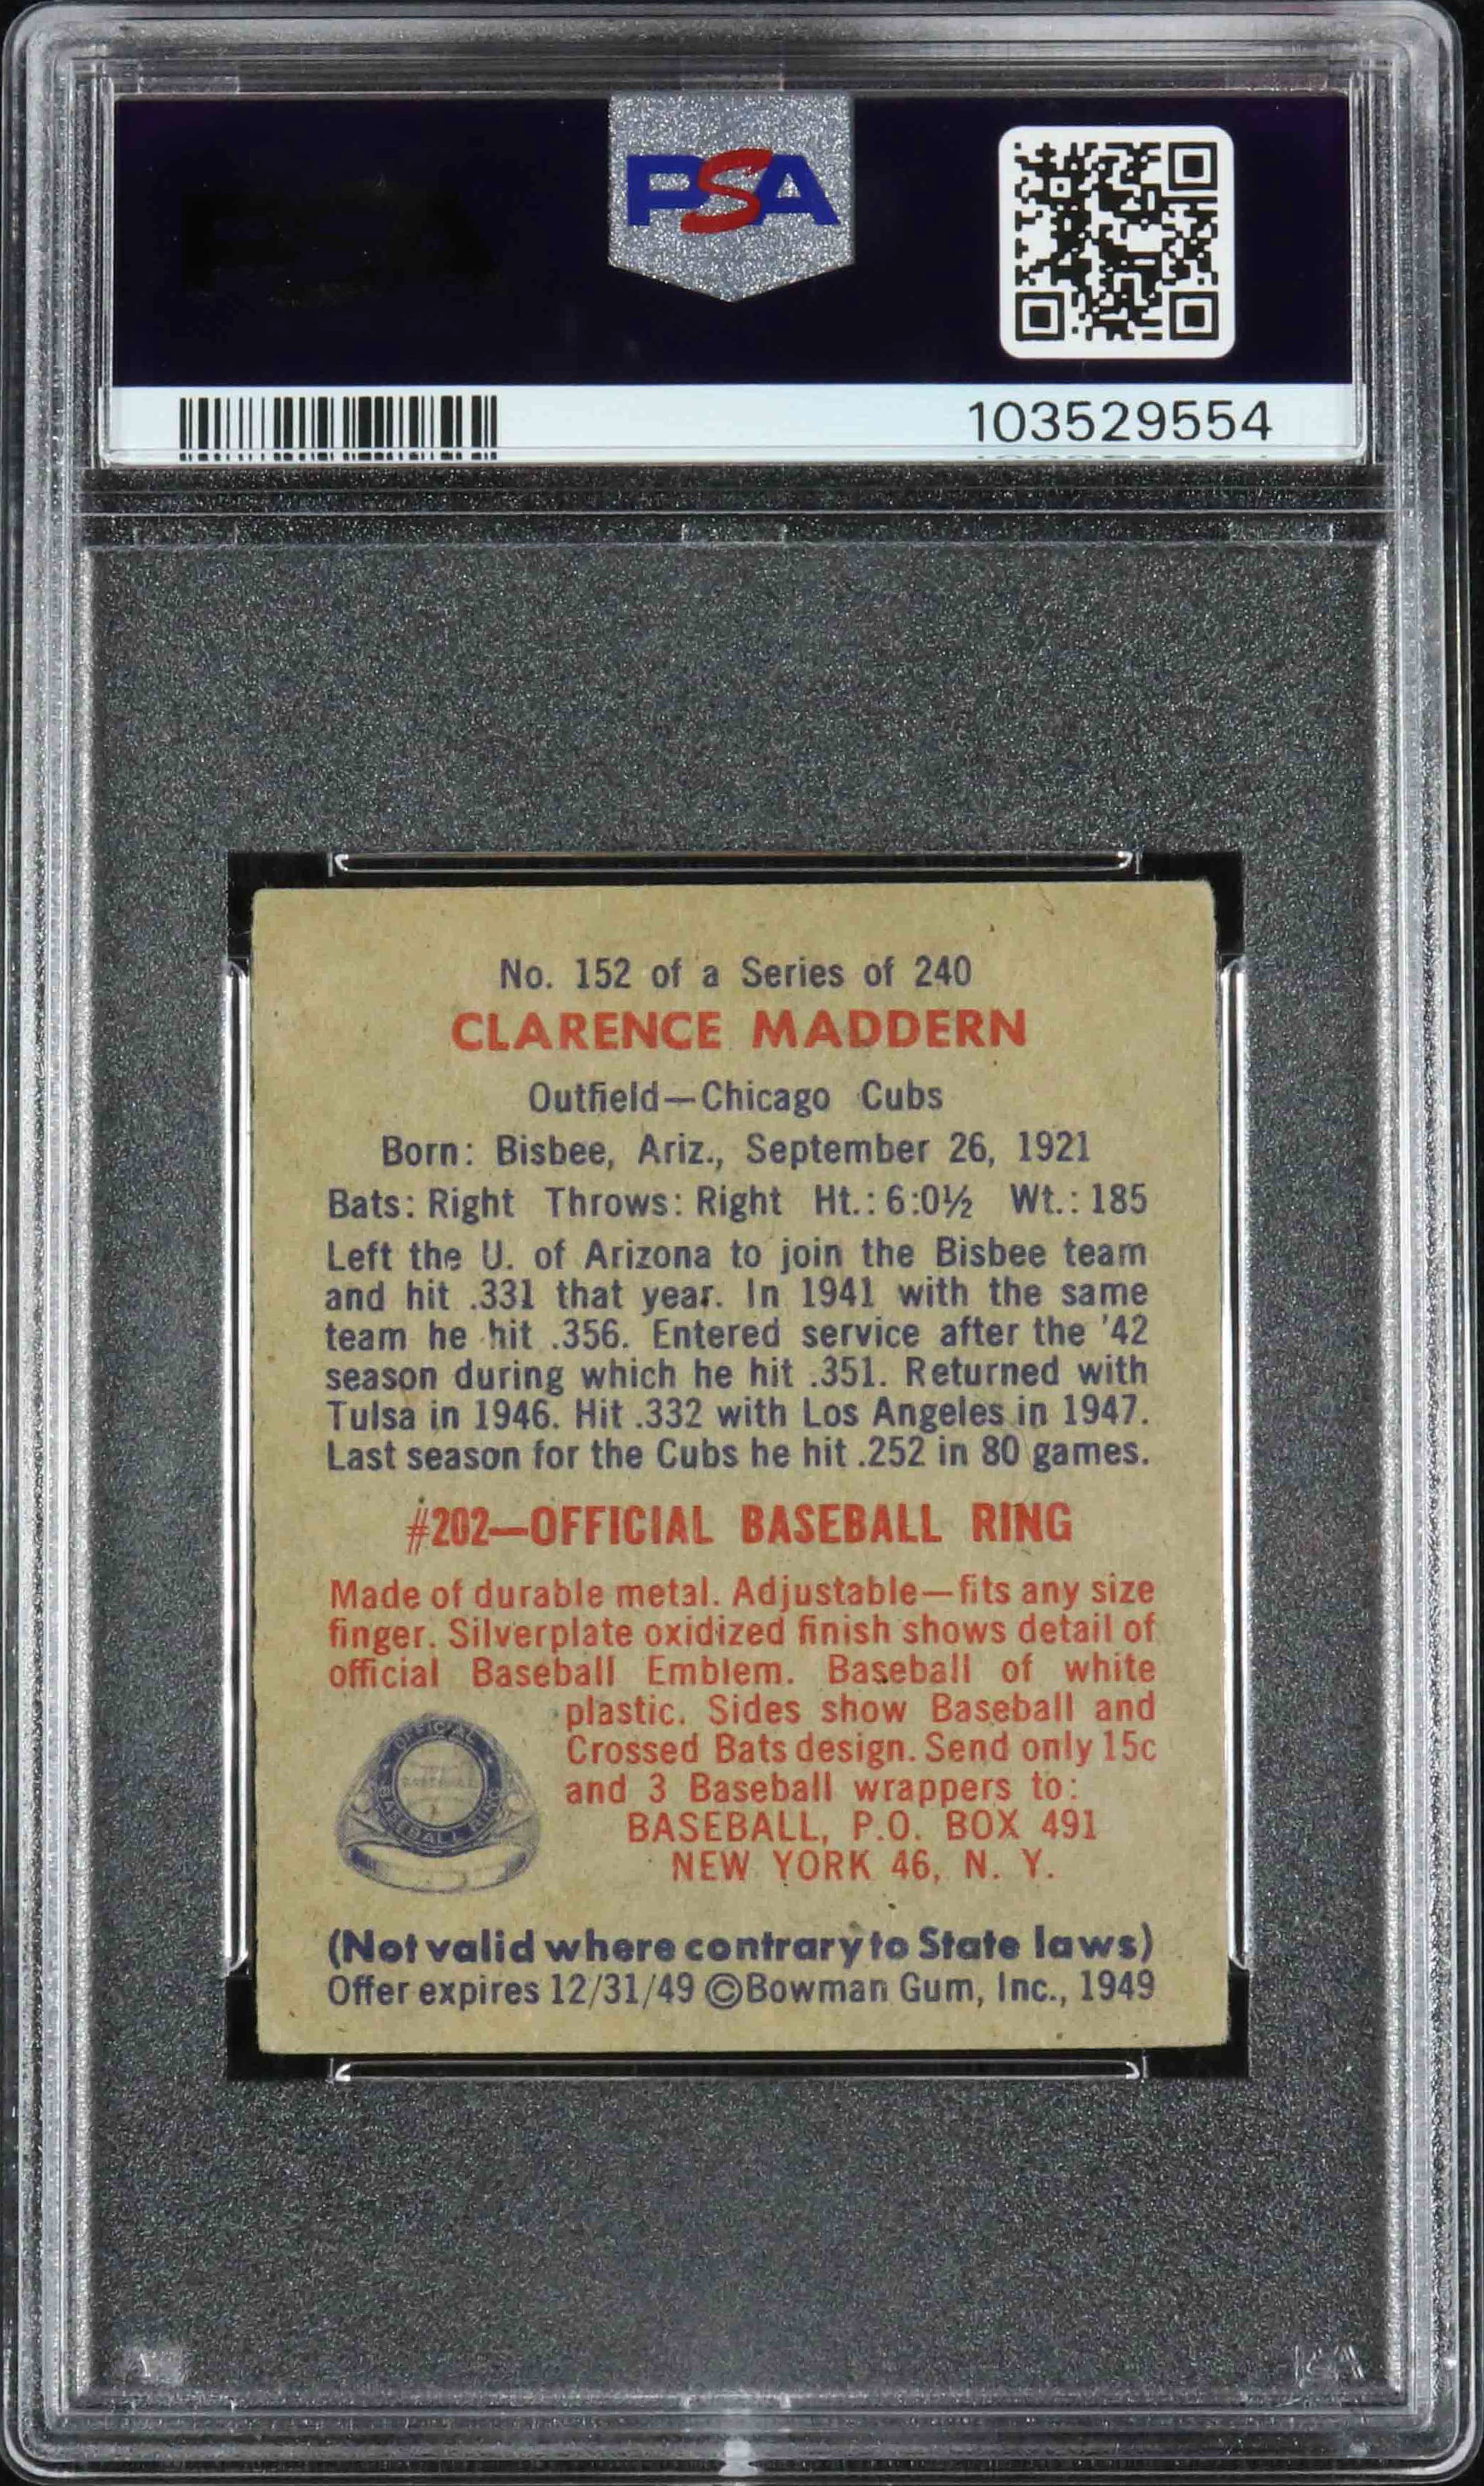 PSA
103529554
No. 152 of a Series of 240
CLARENCE MADDERN
Outfield—Chicago Cubs
Born: Bisbee, Ariz., September 26, 1921
Bats: Right Throws: Right Ht.: 6:0½ Wt.: 185
Left the U. of Arizona to join the Bisbee team
and hit .331 that year. In 1941 with the same
team he hit .356. Entered service after the '42
season during which he hit .351. Returned with
Tulsa in 1946. Hit .332 with Los Angeles in 1947.
Last season for the Cubs he hit .252 in 80 games.
#202—OFFICIAL BASEBALL RING
Made of durable metal. Adjustable—fits any size
finger. Silverplate oxidized finish shows detail of
official Baseball Emblem. Baseball of white
plastic. Sides show Baseball and
Crossed Bats design. Send only 15c
and 3 Baseball wrappers to:
BASEBALL, P.O. BOX 491
NEW YORK 46, N. Y.
OFFICIAL
BASEBALL RING
(Not valid where contrary to State laws)
Offer expires 12/31/49 ©Bowman Gum, Inc., 1949